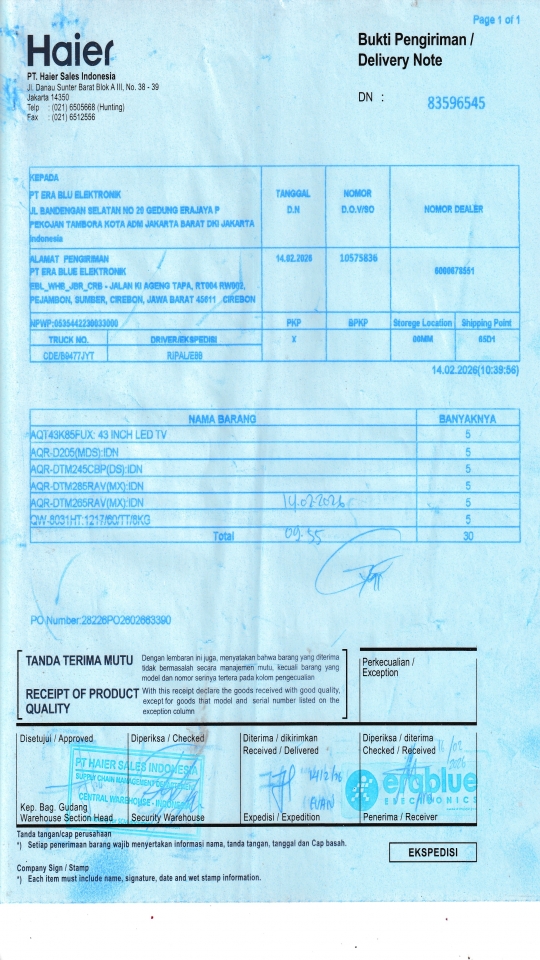 Page 1 of 1
Haier
Bukti Pengiriman /
Delivery Note
PT. Haier Sales Indonesia
Jl. Danau Sunter Barat Blok A III, No. 38 - 39
Jakarta 14350
Telp : (021) 6505668 (Hunting)
Fax : (021) 6512556
DN : 83596545
KEPADA
PT ERA BLU ELEKTRONIK
JL BANDENGAN SELATAN NO 20 GEDUNG ERAJAYA P
PEKOJAN TAMBORA KOTA ADM JAKARTA BARAT DKI JAKARTA
Indonesia
TANGGAL
D.N
NOMOR
D.O.V/SO
NOMOR DEALER
ALAMAT PENGIRIMAN
PT ERA BLUE ELEKTRONIK
EBL_WHB_JBR_CRB - JALAN KI AGENG TAPA, RT004 RW002,
PEJAMBON, SUMBER, CIREBON, JAWA BARAT 45611 CIREBON
14.02.2026
10575836
NPWP:
PKP
BPKP
Storege Location
Shipping Point
TRUCK NO.
DRIVER/EKSPEDISI
X
00MM
65D1
CDE/B9477JYT
RIPAL/E88
14.02.2026(10:39:56)
NAMA BARANG
BANYAKNYA
AQT43K85FUX: 43 INCH LED TV 5
AQR-D205(MDS):IDN 5
AQR-DTM245CBP(DS):IDN 5
AQR-DTM285RAV(MX):IDN 5
AQR-DTM265RAV(MX):IDN 14.02.2026 5
QW-8031HT.1217/60/TT/8KG 5
Total 09.55 30
PO Number:28226PO2602663390
TANDA TERIMA MUTU
Dengan lembaran ini juga, menyatakan bahwa barang yang diterima
tidak bermasalah secara manajemen mutu, kecuali barang yang
model dan nomor serinya tertera pada kolom pengecualian
RECEIPT OF PRODUCT
QUALITY
With this receipt declare the goods received with good quality,
except for goods that model and serial number listed on the
exception column
Perkecualian /
Exception
Disetujui / Approved
Diperiksa / Checked
Diterima / dikirimkan
Received / Delivered
Diperiksa / diterima
Checked / Received
PT HAIER SALES INDONESIA
SUPPLY CHAIN MANAGEMENT
CENTRAL WAREHOUSE -
14/2/26
16/02
2026
erablue
ELECTRONICS
Kep. Bag. Gudang
Warehouse Section Head
Security Warehouse
Expedisi / Expedition
Penerima / Receiver
Tanda tangan/cap perusahaan
*) Setiap penerimaan barang wajib menyertakan informasi nama, tanda tangan, tanggal dan Cap basah.
EKSPEDISI
Company Sign / Stamp
*) Each item must include name, signature, date and wet stamp information.